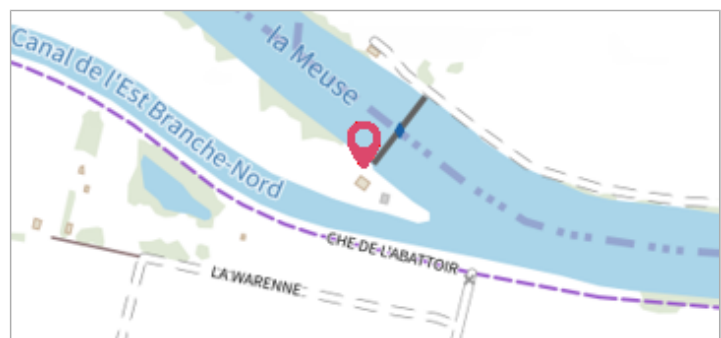 la Meuse
Canal de l'Est Branche-Nord
CHE DE L'ABATTOIR
LA WARENNE